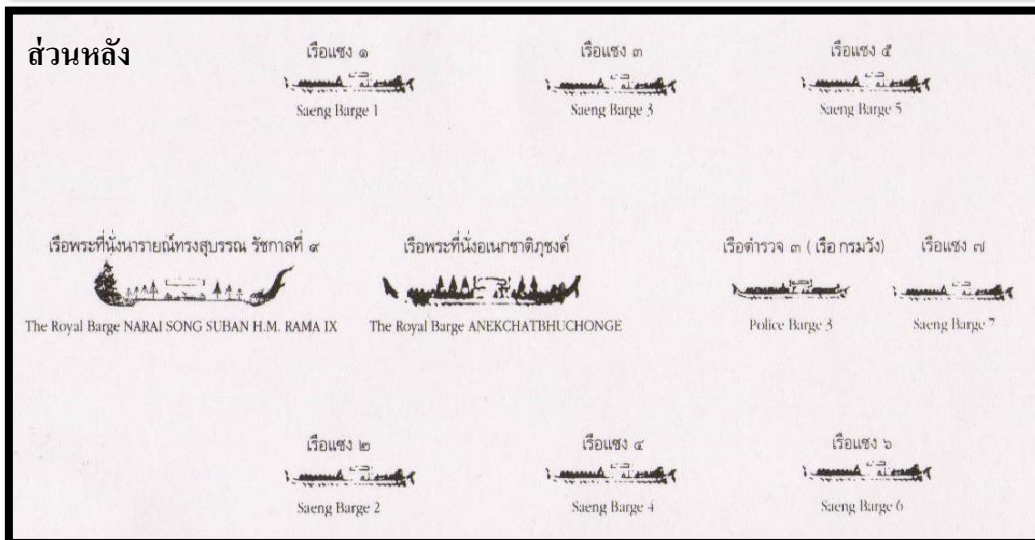 ส่วนหลัง
เรือแซง ๑
Saeng Barge 1
เรือแซง ๓
Saeng Barge 3
เรือแซง ๕
Saeng Barge 5
เรือพระที่นั่งนารายณ์ทรงสุบรรณ รัชกาลที่ ๙
The Royal Barge NARAI SONG SUBAN H.M. RAMA IX
เรือพระที่นั่งอเนกชาติภุชงค์
The Royal Barge ANEKCHATBHUCHONGE
เรือตำรวจ ๓ ( เรือ กรมวัง)
Police Barge 3
เรือแซง ๗
Saeng Barge 7
เรือแซง ๒
Saeng Barge 2
เรือแซง ๔
Saeng Barge 4
เรือแซง ๖
Saeng Barge 6